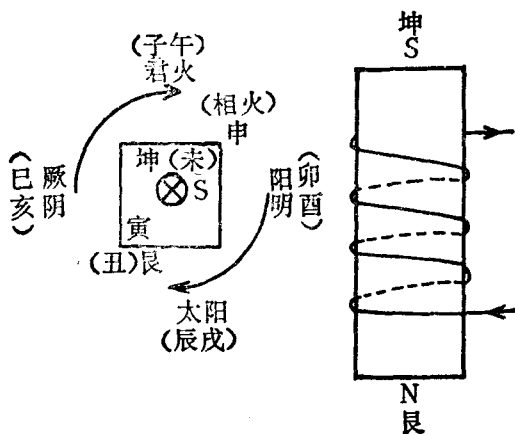 (子午)
君火
(相火)
申
坤(未)
S
寅
(丑)艮
厥阴
(巳亥)
阳明
(卯酉)
太阳
(辰戌)
坤
S
N
艮